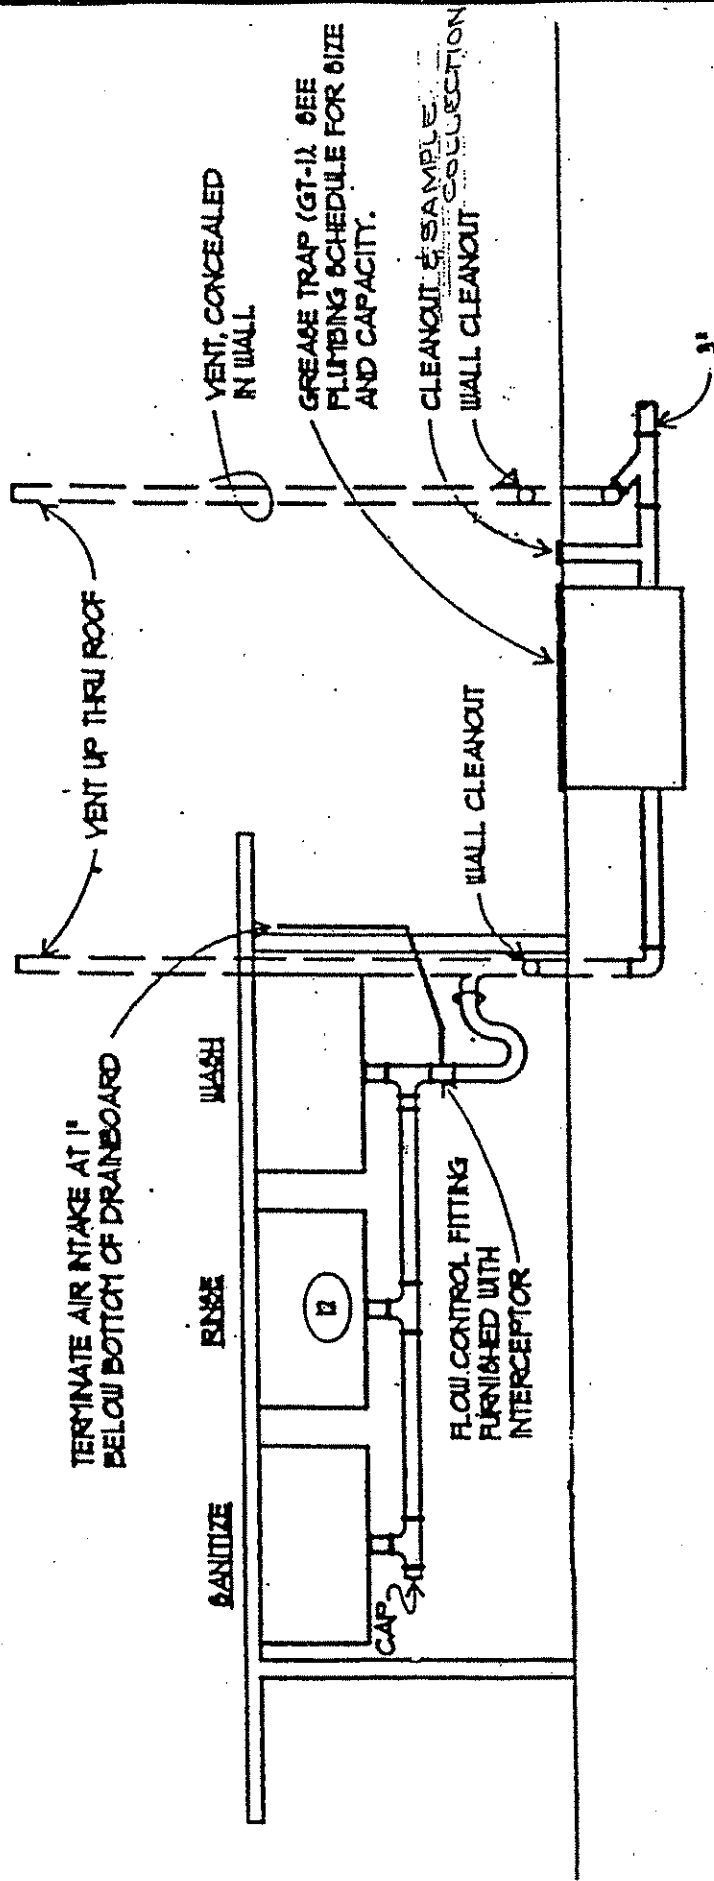 VENT UP THRU ROOF
VENT, CONCEALED
IN WALL
TERMINATE AIR INTAKE AT 1"
BELOW BOTTOM OF DRAINBOARD
GREASE TRAP (GT-1). SEE
PLUMBING SCHEDULE FOR SIZE
AND CAPACITY.
SANITIZE
RINSE
WASH
12
CLEANOUT & SAMPLE
COLLECTION
WALL CLEANOUT
CAP
FLOW CONTROL FITTING
FURNISHED WITH
INTERCEPTOR
WALL CLEANOUT
3"